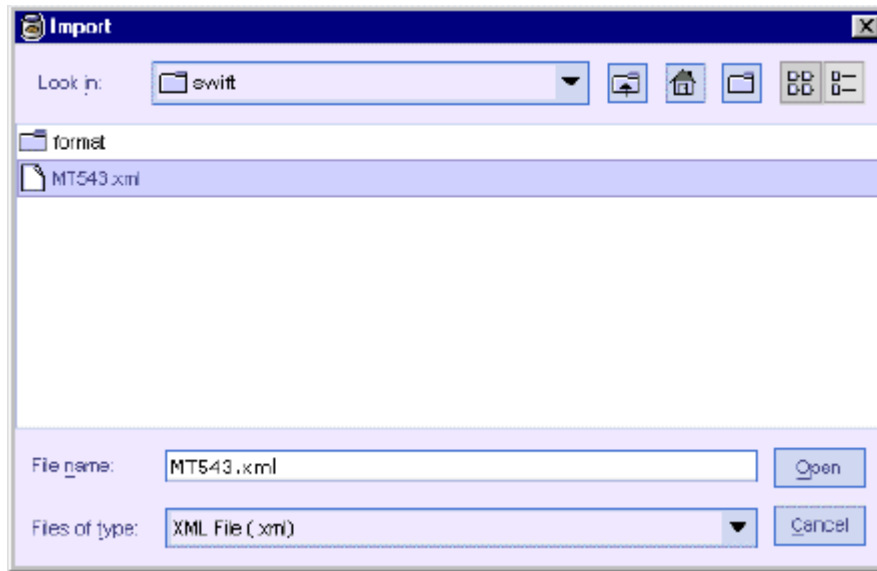 Import
Look in: swift
format
MT543.xml
File name: MT543.xml Open
Files of type: XML File (.xml) Cancel